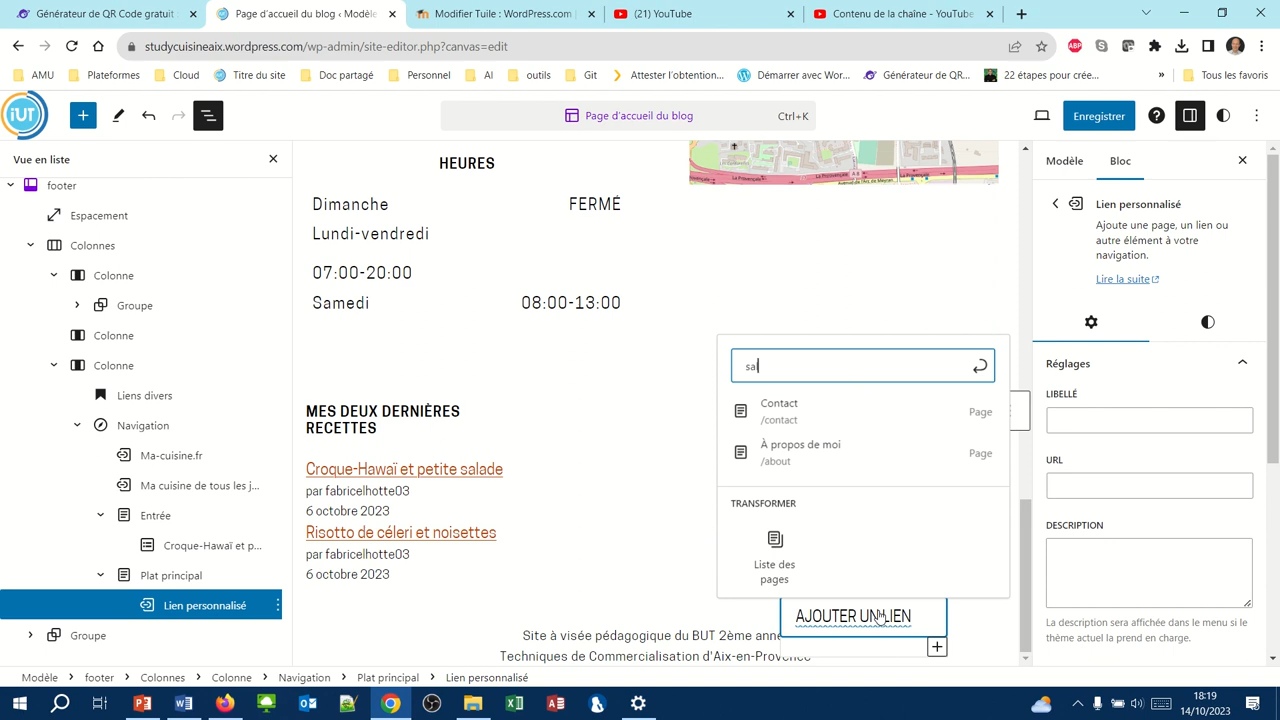 Générateur de QR Code gratuit
Page d'accueil du blog ‹ Modèle
Modifier Tuile : WordPress.com
(21) YouTube
Contenu de la chaîne - YouTube
studycuisineaix.wordpress.com/wp-admin/site-editor.php?canvas=edit
AMU
Plateformes
Cloud
Titre du site
Doc partagé
Personnel
AI
outils
Git
Attester l'obtention...
Démarrer avec Wor...
Générateur de QR...
22 étapes pour crée...
»
Tous les favoris
iUT
Page d'accueil du blog
Ctrl+K
Enregistrer
Vue en liste
footer
Espacement
Colonnes
Colonne
Groupe
Colonne
Colonne
Liens divers
Navigation
Ma-cuisine.fr
Ma cuisine de tous les j...
Entrée
Croque-Hawaï et p...
Plat principal
Lien personnalisé
Groupe
HEURES
Dimanche FERMÉ
Lundi-vendredi
07:00-20:00
Samedi 08:00-13:00
MES DEUX DERNIÈRES
RECETTES
Croque-Hawaï et petite salade
par fabricelhotte03
6 octobre 2023
Risotto de céleri et noisettes
par fabricelhotte03
6 octobre 2023
Site à visée pédagogique du BUT 2ème anné
Techniques de Commercialisation d'Aix-en-Provence
La Provençale
La Provençale
sal
Contact
/contact
Page
À propos de moi
/about
Page
TRANSFORMER
Liste des
pages
AJOUTER UN LIEN
Modèle
Bloc
Lien personnalisé
Ajoute une page, un lien ou
autre élément à votre
navigation.
Lire la suite
Réglages
LIBELLÉ
URL
DESCRIPTION
La description sera affichée
dans le menu si le
thème actuel la prend en charge.
Modèle › footer › Colonnes › Colonne › Navigation › Plat principal › Lien personnalisé
18:19
14/10/2023